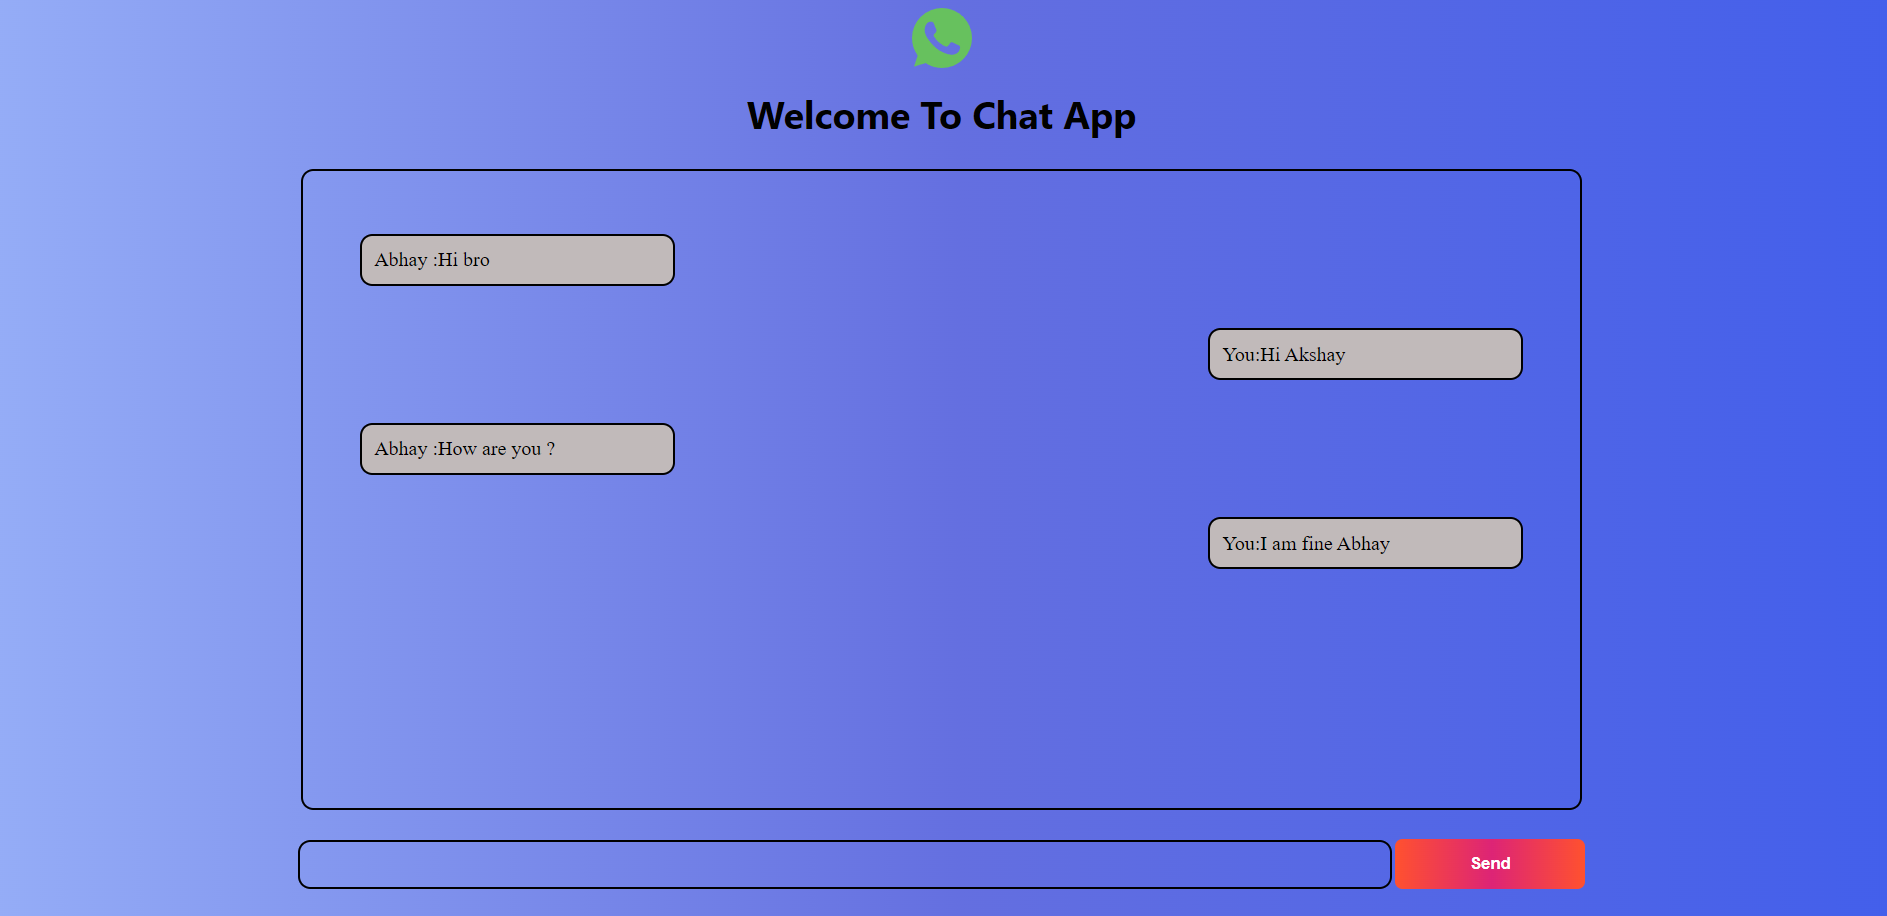 Welcome To Chat App
Abhay :Hi bro
You:Hi Akshay
Abhay :How are you ?
You:I am fine Abhay
Send